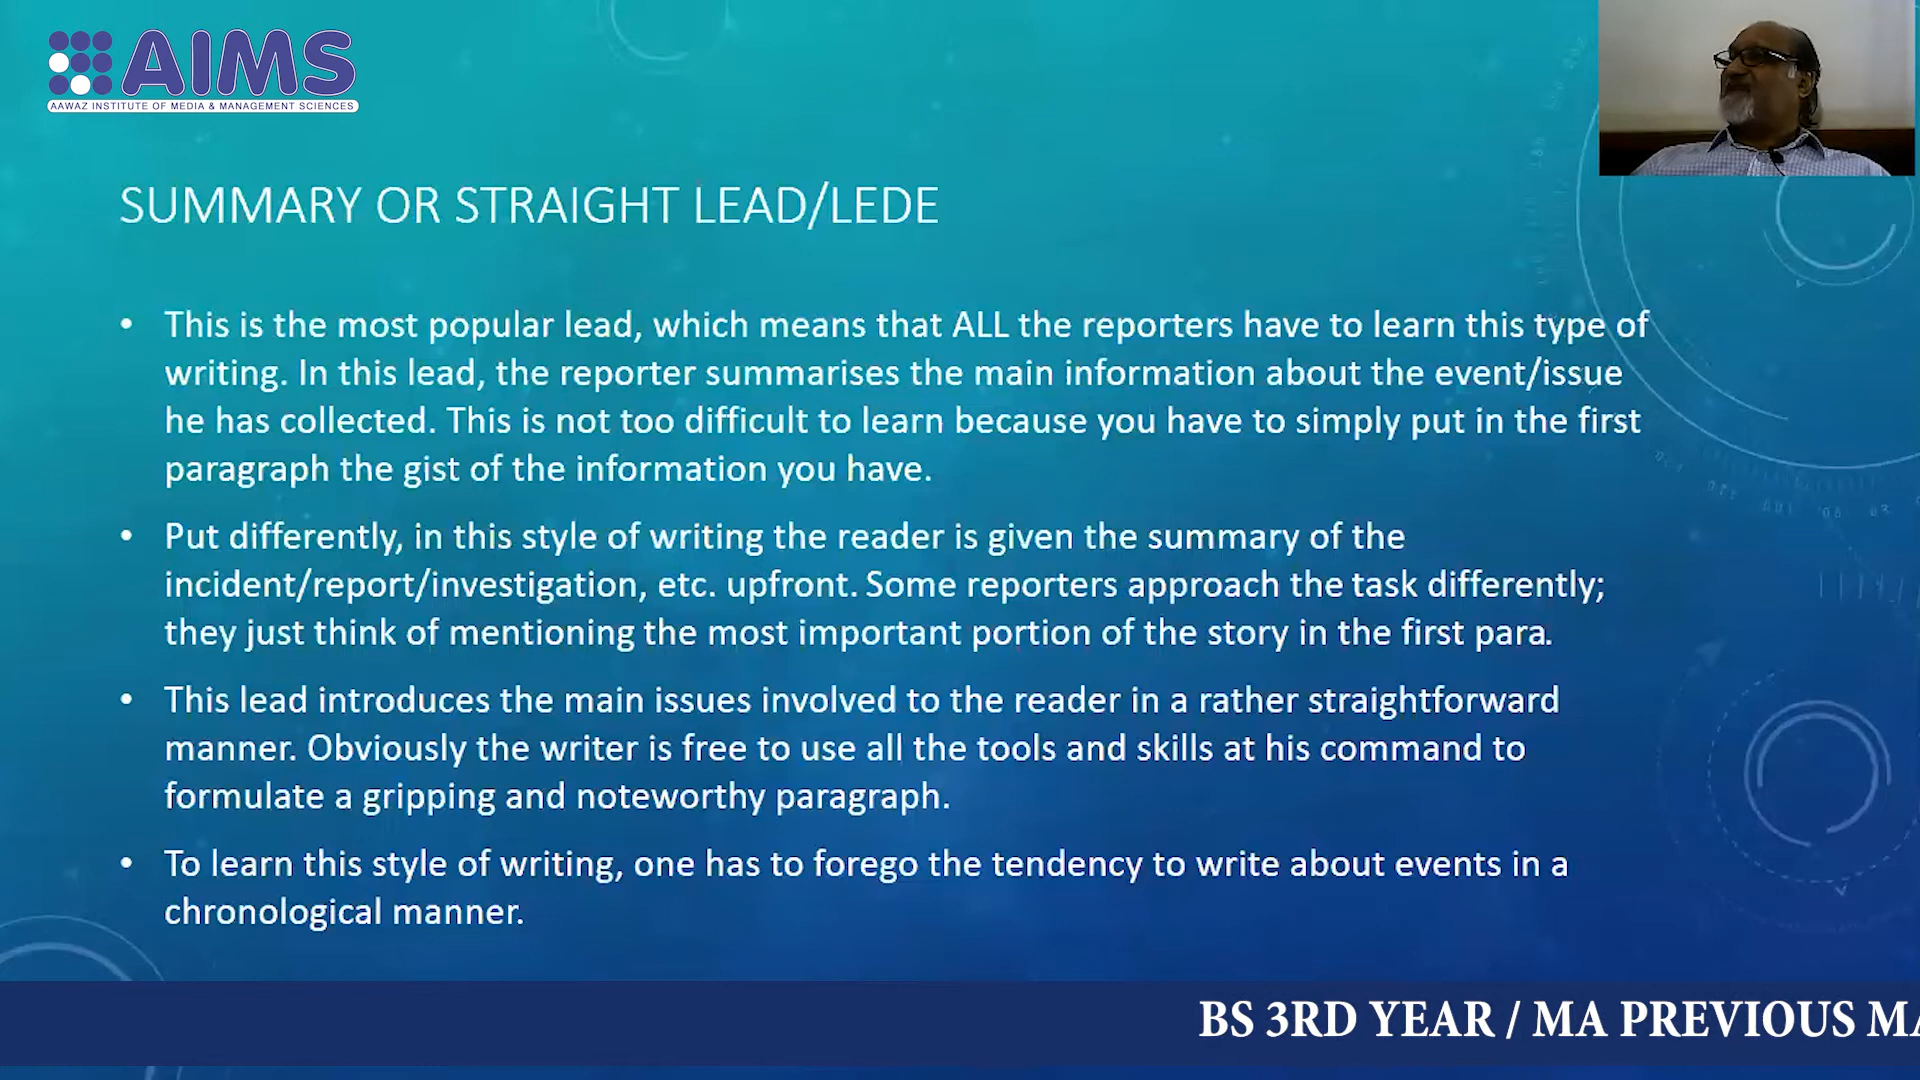 AIMS
AAWAZ INSTITUTE OF MEDIA & MANAGEMENT SCIENCES
SUMMARY OR STRAIGHT LEAD/LEDE
• This is the most popular lead, which means that ALL the reporters have to learn this type of
writing. In this lead, the reporter summarises the main information about the event/issue
he has collected. This is not too difficult to learn because you have to simply put in the first
paragraph the gist of the information you have.
• Put differently, in this style of writing the reader is given the summary of the
incident/report/investigation, etc. upfront. Some reporters approach the task differently;
they just think of mentioning the most important portion of the story in the first para.
• This lead introduces the main issues involved to the reader in a rather straightforward
manner. Obviously the writer is free to use all the tools and skills at his command to
formulate a gripping and noteworthy paragraph.
• To learn this style of writing, one has to forego the tendency to write about events in a
chronological manner.
BS 3RD YEAR / MA PREVIOUS